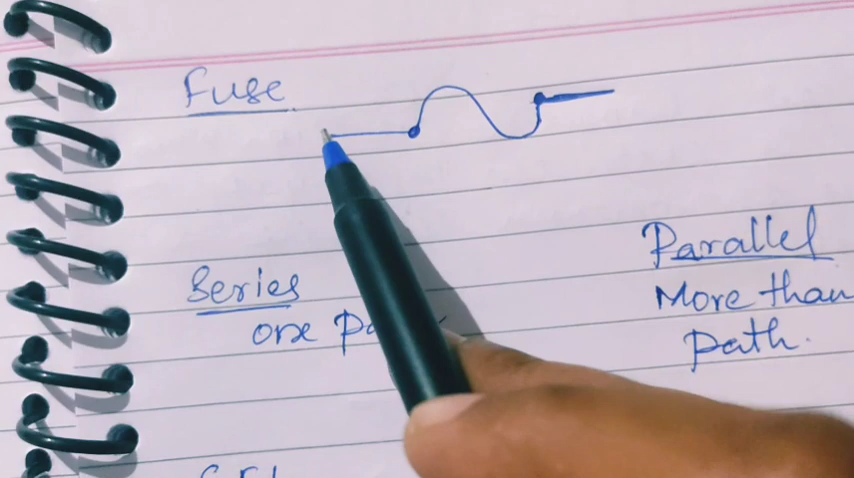 Fuse
Series
one
Parallel
More than
path.